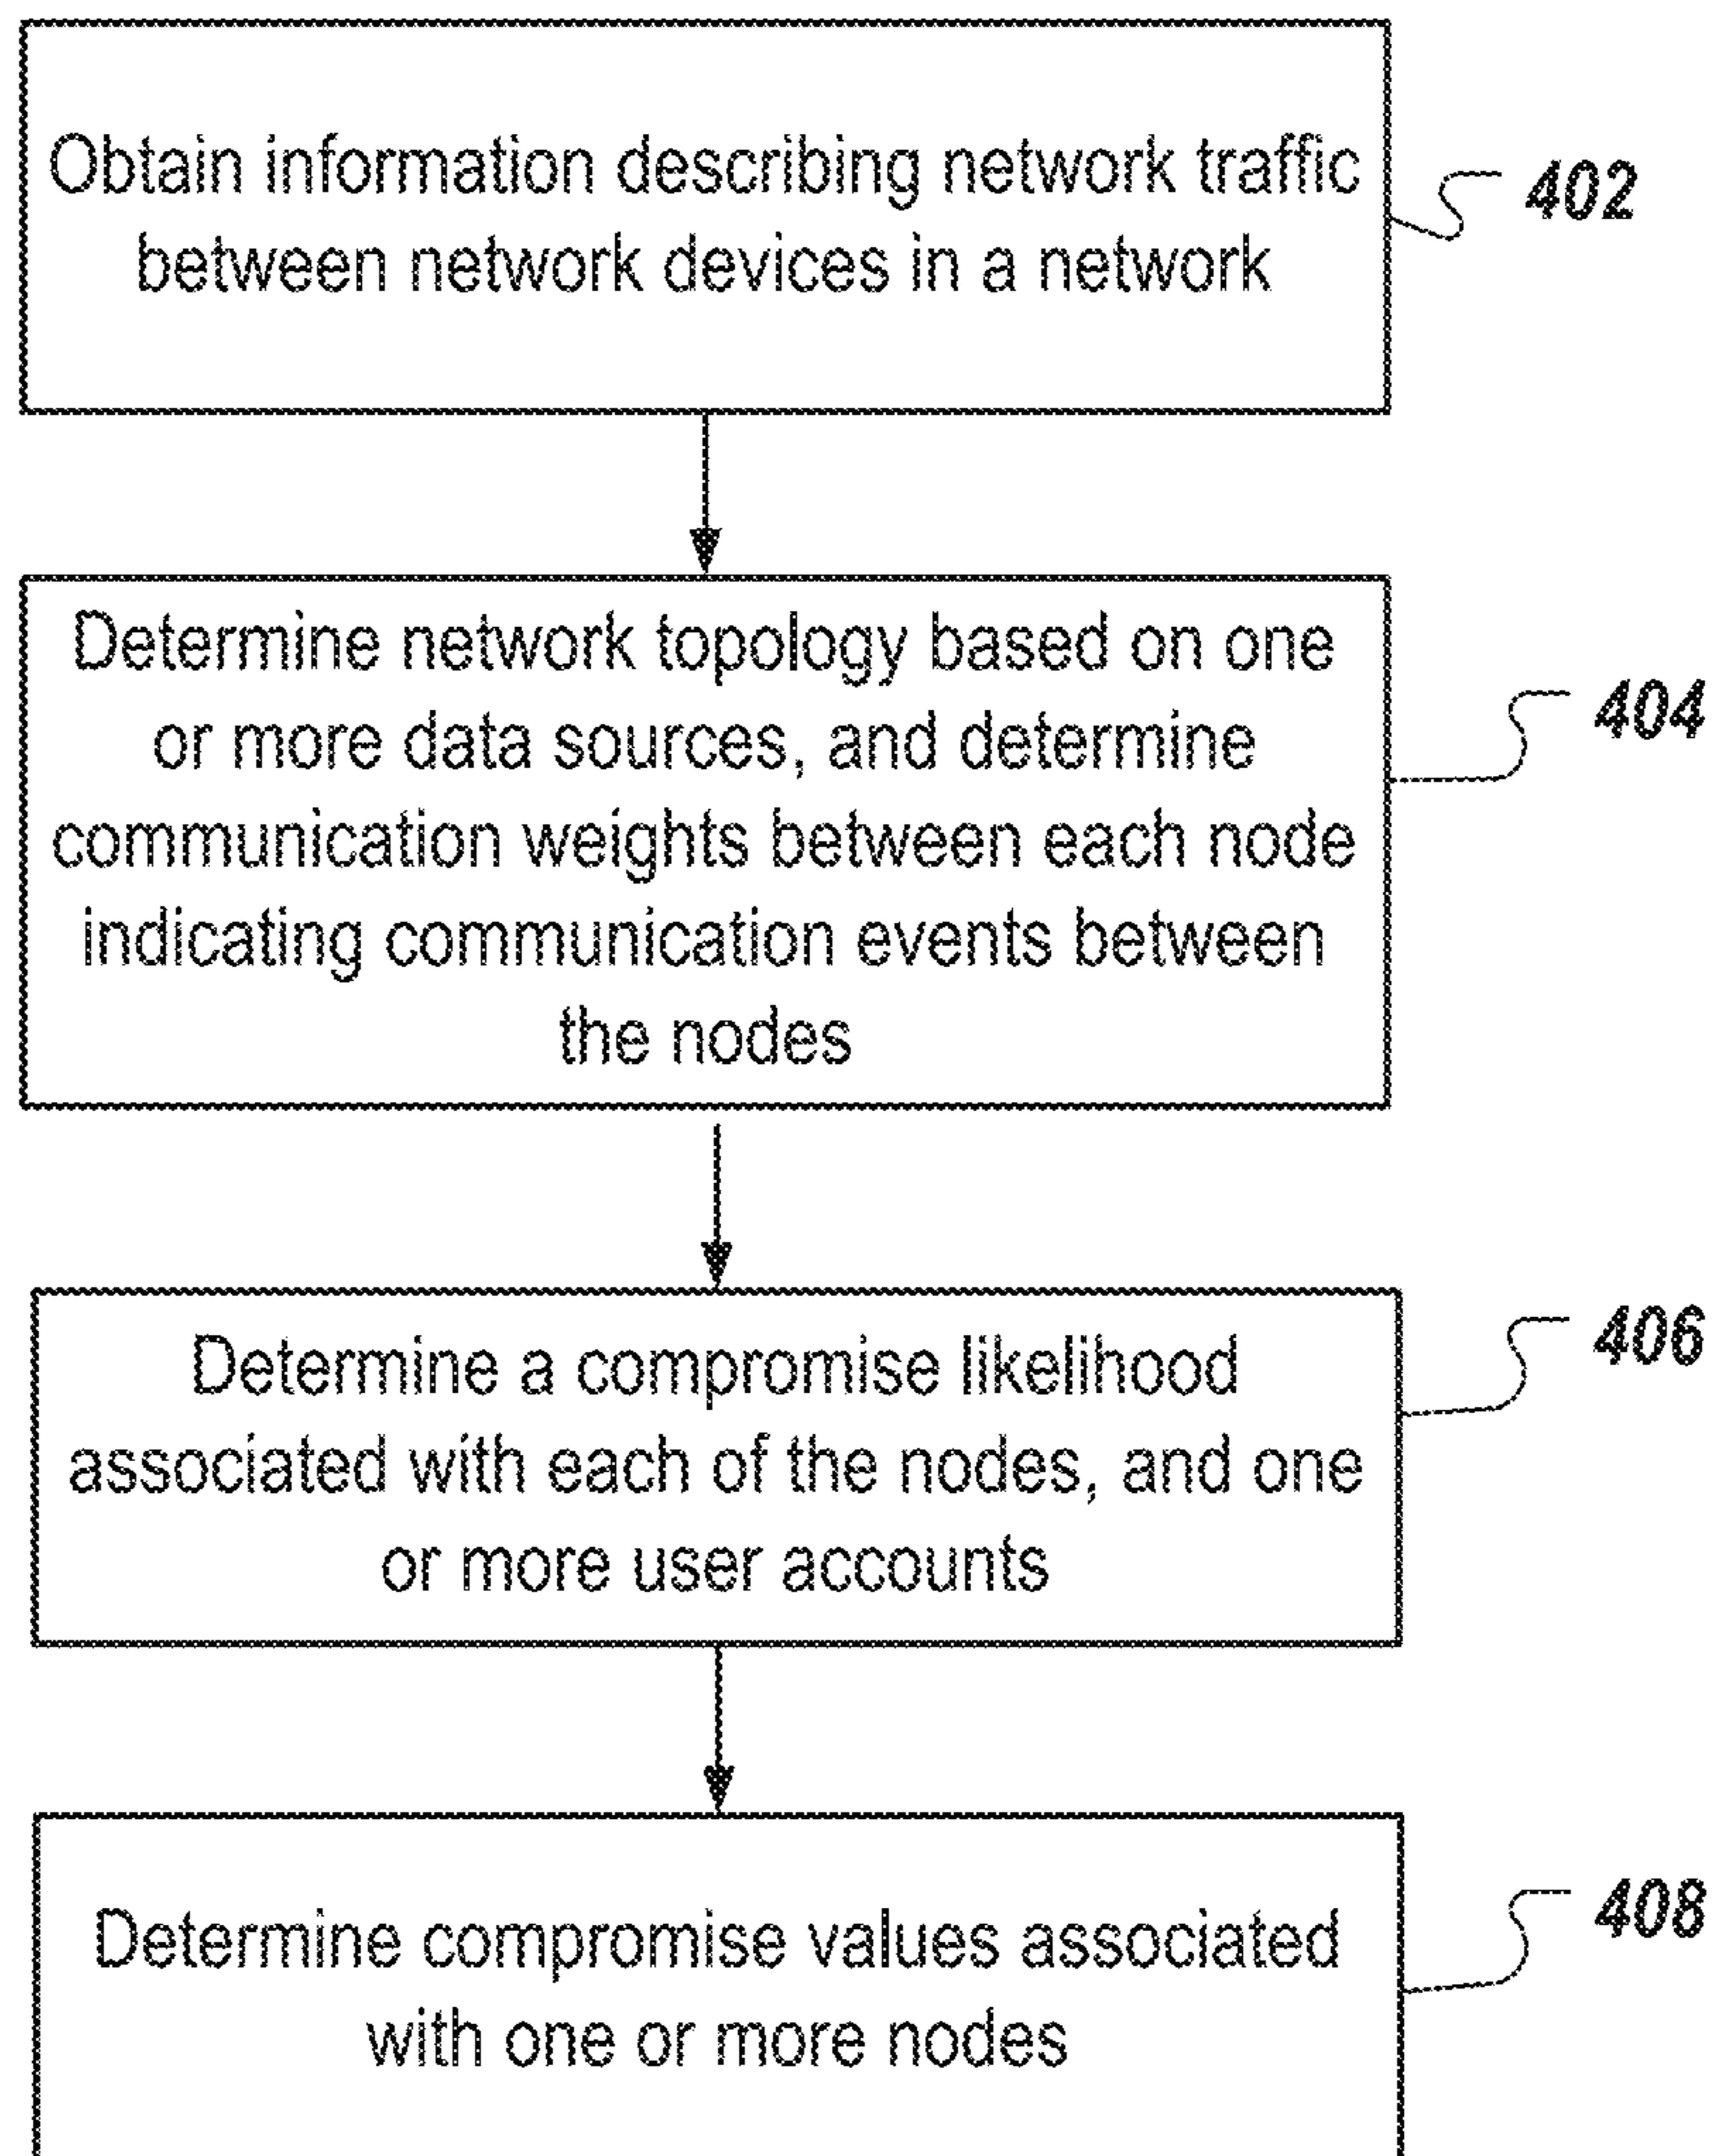 Obtain information describing network traffic
between network devices in a network
402
Determine network topology based on one
or more data sources, and determine
communication weights between each node
indicating communication events between
the nodes
404
Determine a compromise likelihood
associated with each of the nodes, and one
or more user accounts
406
Determine compromise values associated
with one or more nodes
408